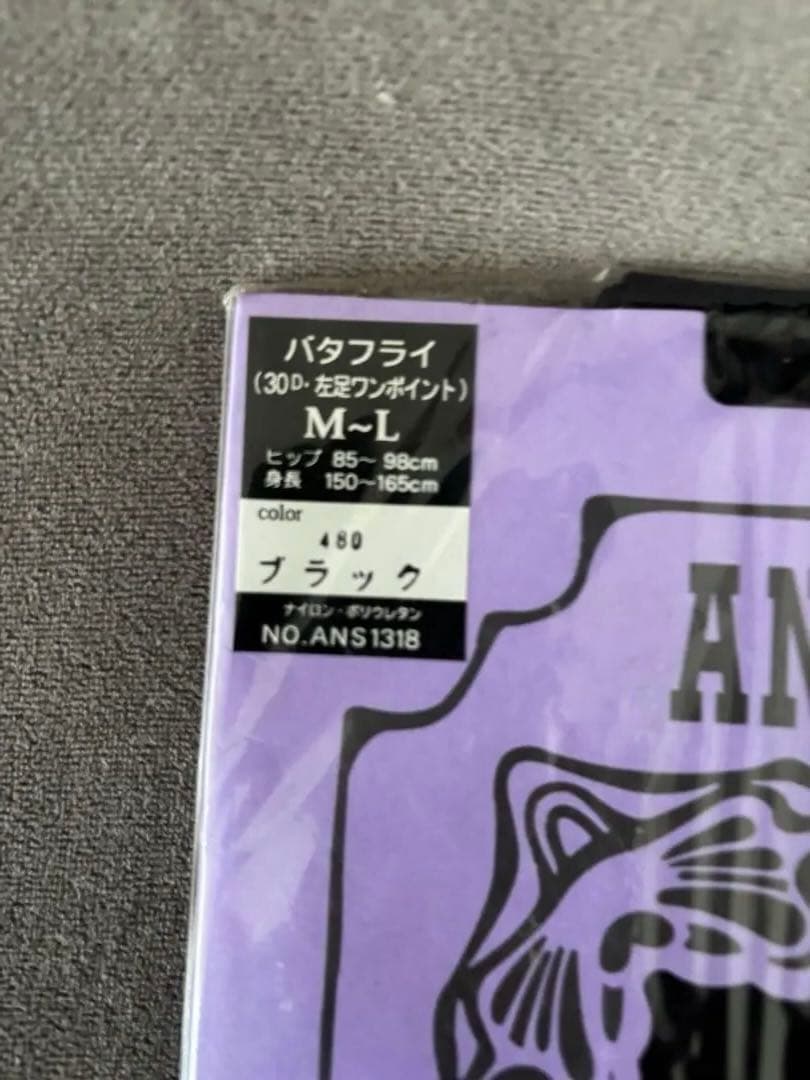 バタフライ
(30D・左足ワンポイント)
M~L
ヒップ 85~98cm
身長 150~165cm
color
480
ブラック
ナイロン・ポリウレタン
NO.ANS1318
AN